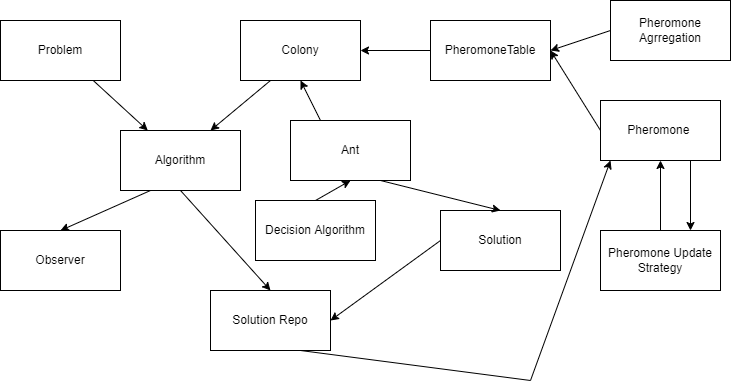 Problem
Colony
PheromoneTable
Pheromone
Agrregation
Pheromone
Algorithm
Ant
Decision Algorithm
Solution
Observer
Pheromone Update
Strategy
Solution Repo